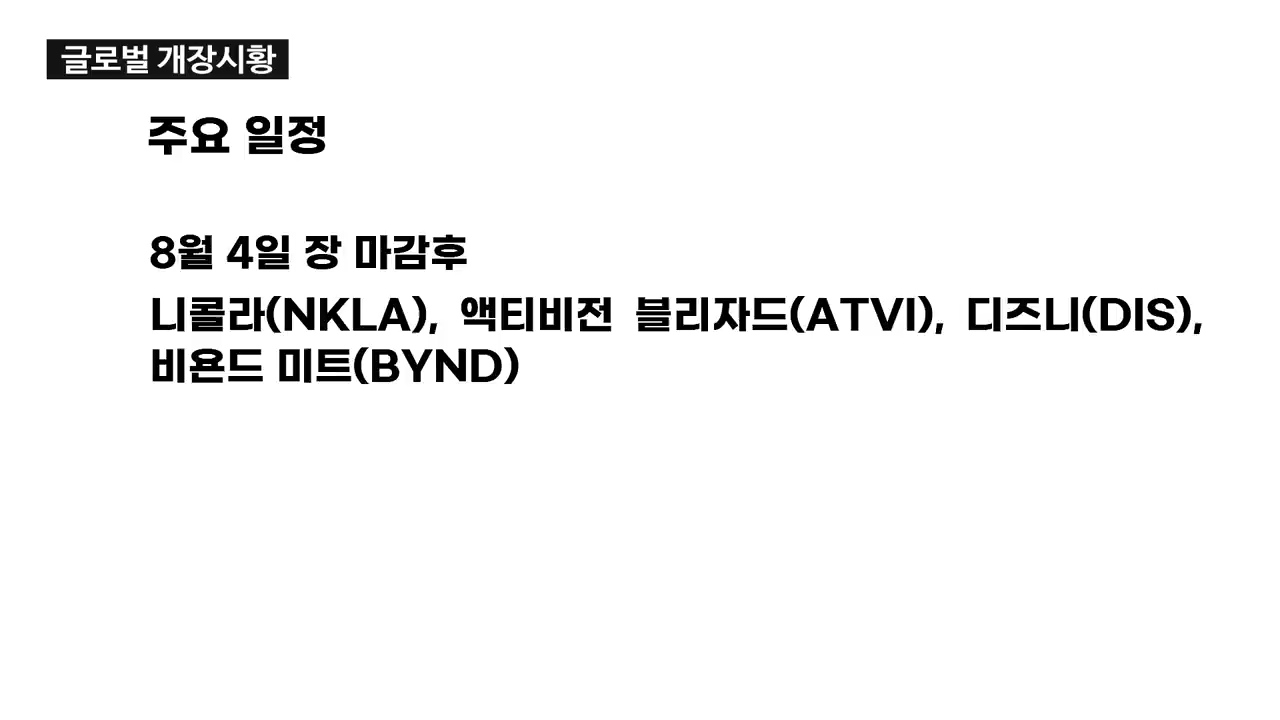 글로벌 개장시황
주요 일정
8월 4일 장 마감후
니콜라(NKLA), 액티비전 블리자드(ATVI), 디즈니(DIS),
비욘드 미트(BYND)